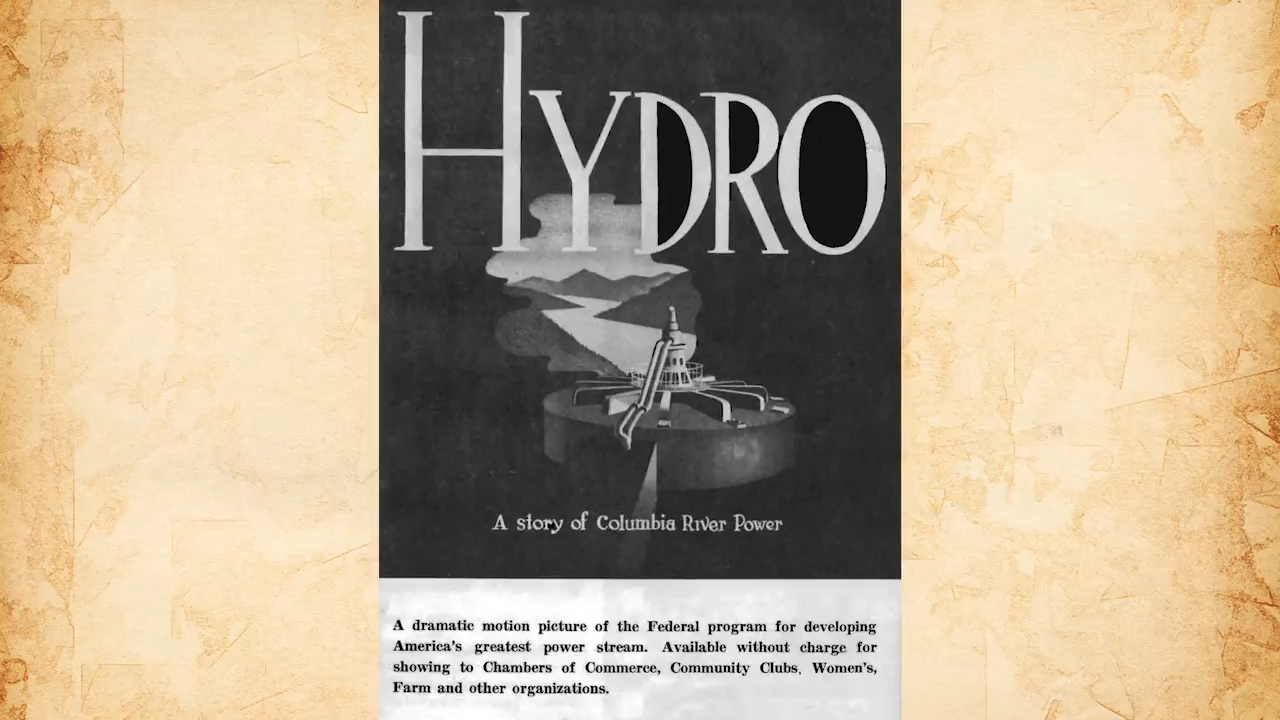 HYDRO
A story of Columbia River Power
A dramatic motion picture of the Federal program for developing
America's greatest power stream. Available without charge for
showing to Chambers of Commerce, Community Clubs, Women's,
Farm and other organizations.